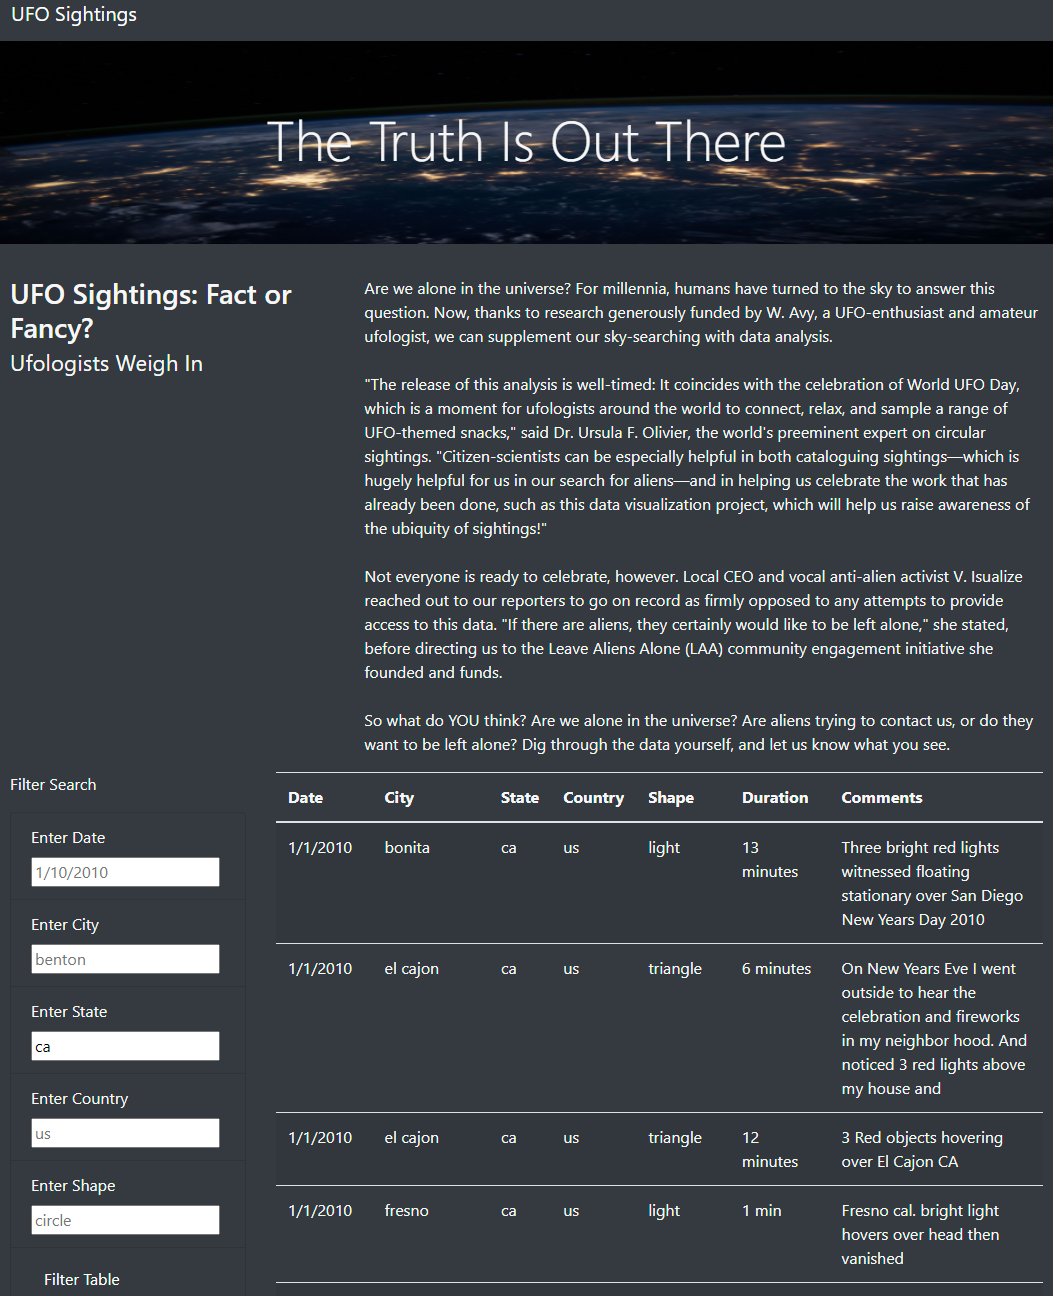 UFO Sightings
The Truth Is Out There
UFO Sightings: Fact or
Fancy?
Ufologists Weigh In
Are we alone in the universe? For millennia, humans have turned to the sky to answer this
question. Now, thanks to research generously funded by W. Avy, a UFO-enthusiast and amateur
ufologist, we can supplement our sky-searching with data analysis.
"The release of this analysis is well-timed: It coincides with the celebration of World UFO Day,
which is a moment for ufologists around the world to connect, relax, and sample a range of
UFO-themed snacks," said Dr. Ursula F. Olivier, the world's preeminent expert on circular
sightings. "Citizen-scientists can be especially helpful in both cataloguing sightings—which is
hugely helpful for us in our search for aliens—and in helping us celebrate the work that has
already been done, such as this data visualization project, which will help us raise awareness of
the ubiquity of sightings!"
Not everyone is ready to celebrate, however. Local CEO and vocal anti-alien activist V. Isualize
reached out to our reporters to go on record as firmly opposed to any attempts to provide
access to this data. "If there are aliens, they certainly would like to be left alone," she stated,
before directing us to the Leave Aliens Alone (LAA) community engagement initiative she
founded and funds.
So what do YOU think? Are we alone in the universe? Are aliens trying to contact us, or do they
want to be left alone? Dig through the data yourself, and let us know what you see.
Filter Search
Enter Date
1/10/2010
Enter City
benton
Enter State
ca
Enter Country
us
Enter Shape
circle
Filter Table
Date City State Country Shape Duration Comments
1/1/2010 bonita ca us light 13 Three bright red lights
minutes witnessed floating
stationary over San Diego
New Years Day 2010
1/1/2010 el cajon ca us triangle 6 minutes On New Years Eve I went
outside to hear the
celebration and fireworks
in my neighbor hood. And
noticed 3 red lights above
my house and
1/1/2010 el cajon ca us triangle 12 3 Red objects hovering
minutes over El Cajon CA
1/1/2010 fresno ca us light 1 min Fresno cal. bright light
hovers over head then
vanished